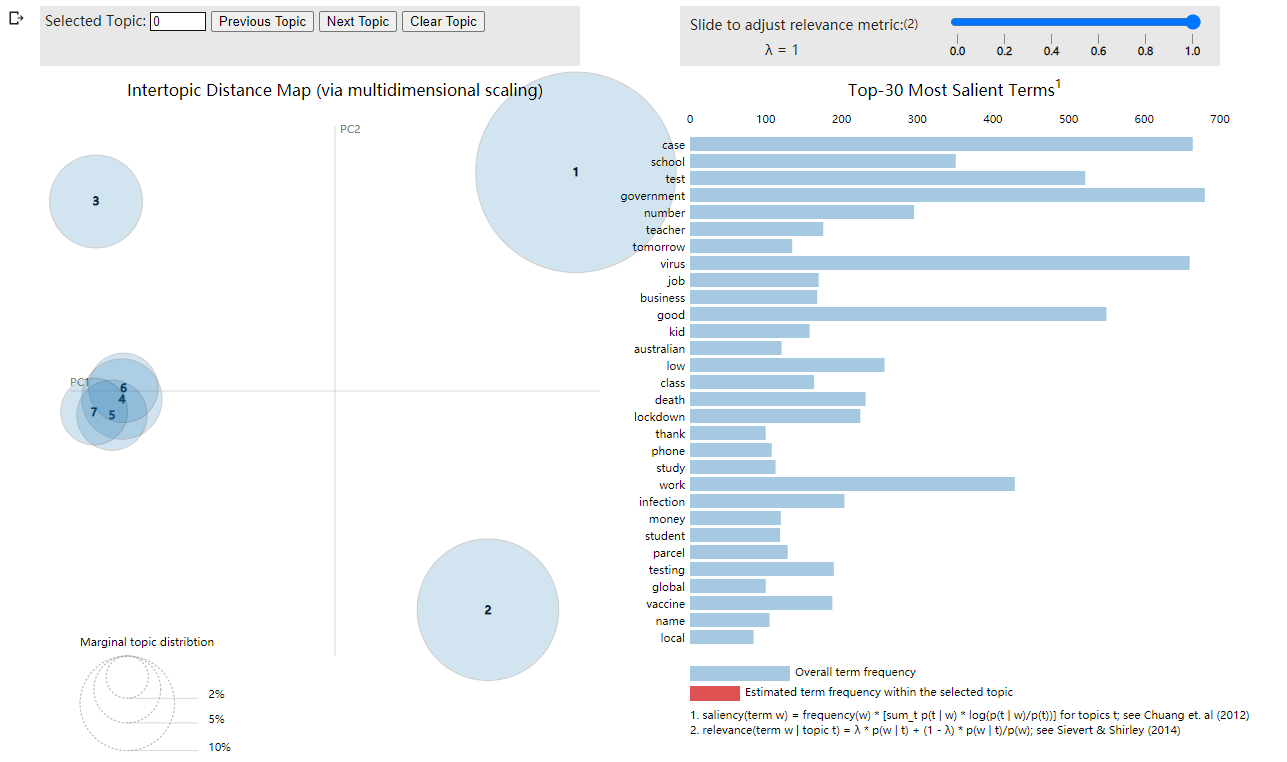 Selected Topic: 0 Previous Topic Next Topic Clear Topic
Slide to adjust relevance metric:(2)
λ = 1
0.0 0.2 0.4 0.6 0.8 1.0
Intertopic Distance Map (via multidimensional scaling)
PC2
PC1
1
3
6
4
7
5
2
Marginal topic distribtion
2%
5%
10%
Top-30 Most Salient Terms1
0 100 200 300 400 500 600 700
case
school
test
government
number
teacher
tomorrow
virus
job
business
good
kid
australian
low
class
death
lockdown
thank
phone
study
work
infection
money
student
parcel
testing
global
vaccine
name
local
Overall term frequency
Estimated term frequency within the selected topic
1. saliency(term w) = frequency(w) * [sum_t p(t | w) * log(p(t | w)/p(t))] for topics t; see Chuang et. al (2012)
2. relevance(term w | topic t) = λ * p(w | t) + (1 - λ) * p(w | t)/p(w); see Sievert & Shirley (2014)